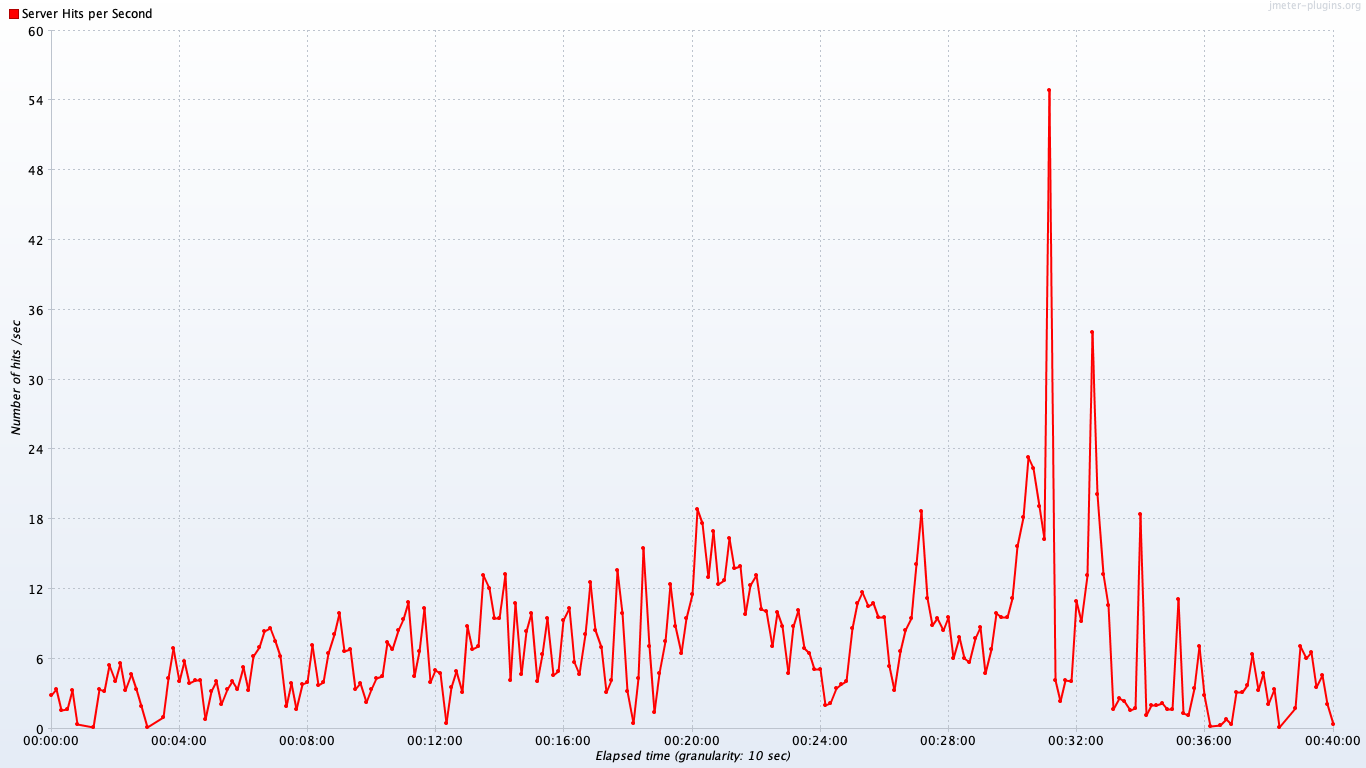 Server Hits per Second
jmeter-plugins.org
60
54
48
42
36
30
24
18
12
6
0
Number of hits /sec
00:00:00 00:04:00 00:08:00 00:12:00 00:16:00 00:20:00 00:24:00 00:28:00 00:32:00 00:36:00 00:40:00
Elapsed time (granularity: 10 sec)